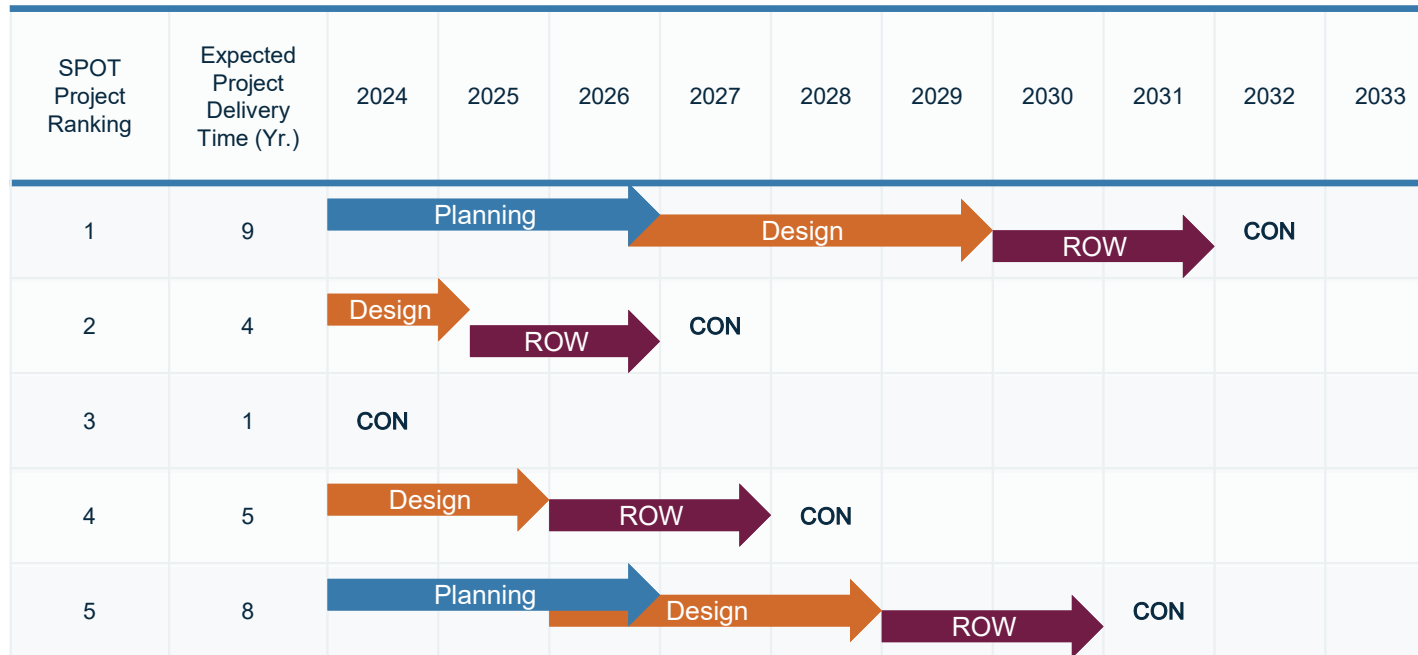 SPOT
Project
Ranking
Expected
Project
Delivery
Time (Yr.)
2024
2025
2026
2027
2028
2029
2030
2031
2032
2033
1
9
Planning
Design
ROW
CON
2
4
Design
ROW
CON
3
1
CON
4
5
Design
ROW
CON
5
8
Planning
Design
ROW
CON